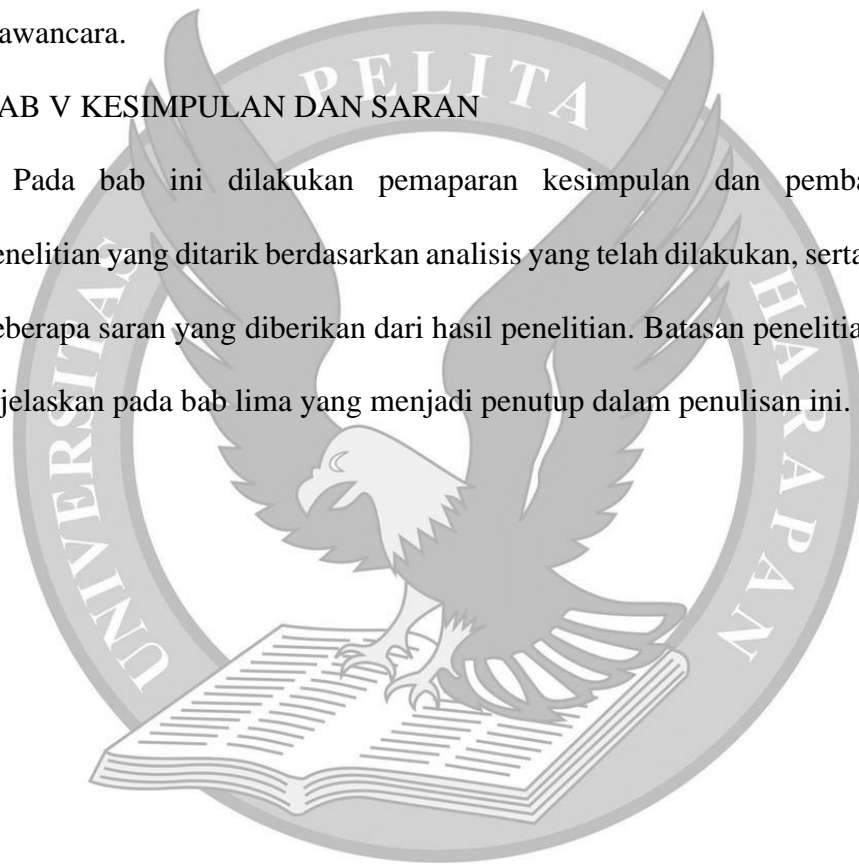 awancara.
AB V KESIMPULAN DAN SARAN
Pada bab ini dilakukan pemaparan kesimpulan dan pemba
enelitian yang ditarik berdasarkan analisis yang telah dilakukan, serta
eberapa saran yang diberikan dari hasil penelitian. Batasan penelitia
jelaskan pada bab lima yang menjadi penutup dalam penulisan ini.
UNIVERSITAS PELITA HARAPAN